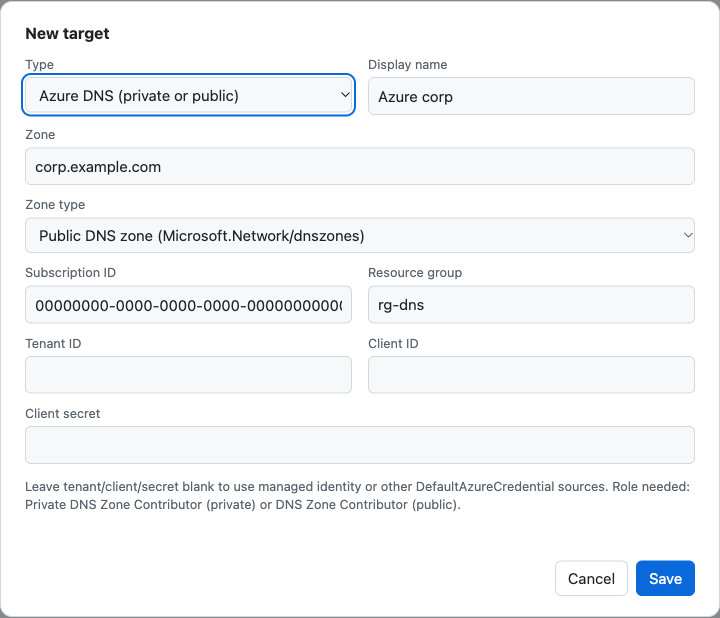 New target
Type
Display name
Azure DNS (private or public)
Azure corp
Zone
corp.example.com
Zone type
Public DNS zone (Microsoft.Network/dnszones)
Subscription ID
Resource group
00000000-0000-0000-0000-00000000000
rg-dns
Tenant ID
Client ID
Client secret
Leave tenant/client/secret blank to use managed identity or other DefaultAzureCredential sources. Role needed:
Private DNS Zone Contributor (private) or DNS Zone Contributor (public).
Cancel
Save